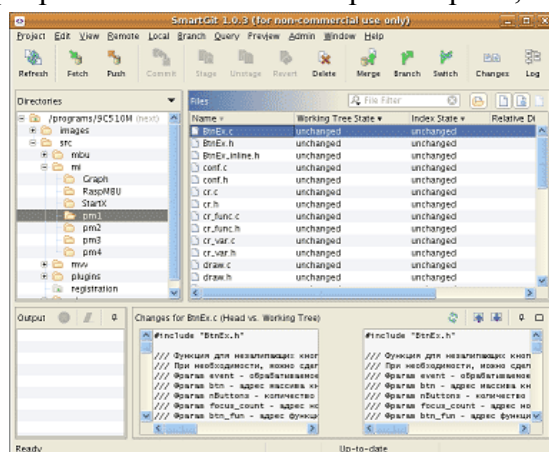 SmartGit 1.0.3 (for non-commercial use only)
Project Edit View Remote Local Branch Query Preview Admin Window Help
Refresh Fetch Push Commit Stage Unstage Revert Delete Merge Branch Switch Changes Log
Directories
/programs/9C510M (next)
images
src
mbu
mi
Graph
RaspMBU
StartX
pm1
pm2
pm3
pm4
mvv
plugins
registration
Files
File Filter
Name Working Tree State Index State Relative Di
BtnEx.c unchanged unchanged
BtnEx.h unchanged unchanged
BtnEx_inline.h unchanged unchanged
conf.c unchanged unchanged
conf.h unchanged unchanged
cr.c unchanged unchanged
cr.h unchanged unchanged
cr_func.c unchanged unchanged
cr_func.h unchanged unchanged
cr_var.c unchanged unchanged
cr_var.h unchanged unchanged
draw.c unchanged unchanged
draw.h unchanged unchanged
Output
Changes for BtnEx.c (Head vs. Working Tree)
#include "BtnEx.h"
/// Функции для незалипающих кноп
/// При необходимости, можно сдел
/// @param event - обрабатываемое
/// @param btn - адрес массива кн
/// @param nButtons - количество
/// @param focus_count - адрес но
/// @param btn_fun - адрес функци
#include "BtnEx.h"
/// Функции для незалипающих кноп
/// При необходимости, можно сдел
/// @param event - обрабатываемое
/// @param btn - адрес массива кн
/// @param nButtons - количество
/// @param focus_count - адрес но
/// @param btn_fun - адрес функци
Ready Up-to-date